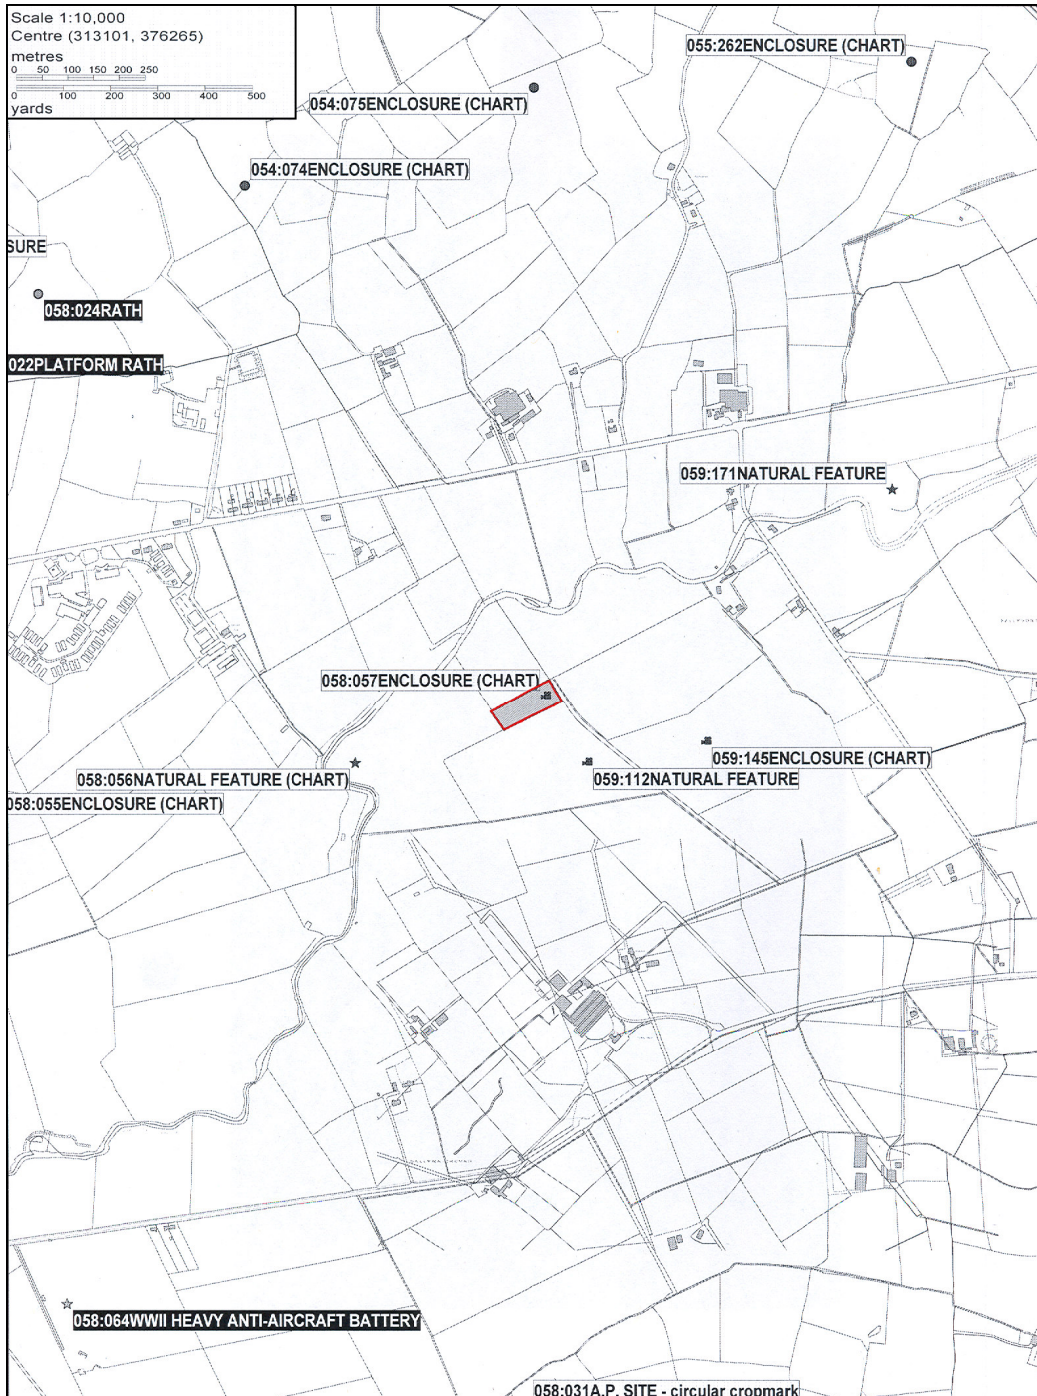 Scale 1:10,000
Centre (313101, 376265)
metres
0 50 100 150 200 250
0 100 200 300 400 500
yards
055:262ENCLOSURE (CHART)
054:075ENCLOSURE (CHART)
054:074ENCLOSURE (CHART)
SURE
058:024RATH
022PLATFORM RATH
059:171NATURAL FEATURE
058:057ENCLOSURE (CHART)
059:145ENCLOSURE (CHART)
058:056NATURAL FEATURE (CHART)
059:112NATURAL FEATURE
058:055ENCLOSURE (CHART)
058:064WWII HEAVY ANTI-AIRCRAFT BATTERY
058:031A.P. SITE - circular cropmark